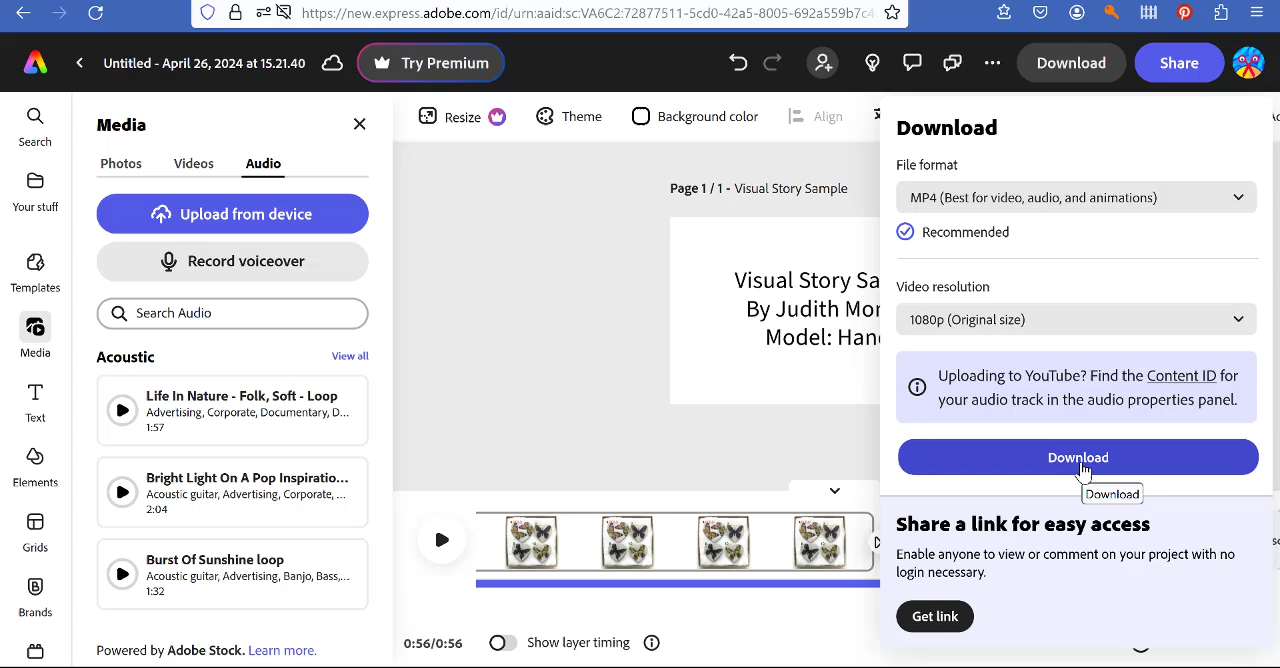 https://new.express.adobe.com/id/urn:aaid:sc:VA6C2:72877511-5cd0-42a5-8005-692a559b7c4
Untitled - April 26, 2024 at 15.21.40
Try Premium
Download
Share
Search
Your stuff
Templates
Media
Text
Elements
Grids
Brands
Media
Photos
Videos
Audio
Upload from device
Record voiceover
Search Audio
Acoustic
View all
Life In Nature - Folk, Soft - Loop
Advertising, Corporate, Documentary, D...
1:57
Bright Light On A Pop Inspiratio...
Acoustic guitar, Advertising, Corporate, ...
2:04
Burst Of Sunshine loop
Acoustic guitar, Advertising, Banjo, Bass,...
1:32
Powered by Adobe Stock. Learn more.
Resize
Theme
Background color
Align
Page 1 / 1 - Visual Story Sample
Visual Story Sa
By Judith Mor
Model: Hand
0:56/0:56
Show layer timing
Download
File format
MP4 (Best for video, audio, and animations)
Recommended
Video resolution
1080p (Original size)
Uploading to YouTube? Find the Content ID for
your audio track in the audio properties panel.
Download
Download
Share a link for easy access
Enable anyone to view or comment on your project with no
login necessary.
Get link